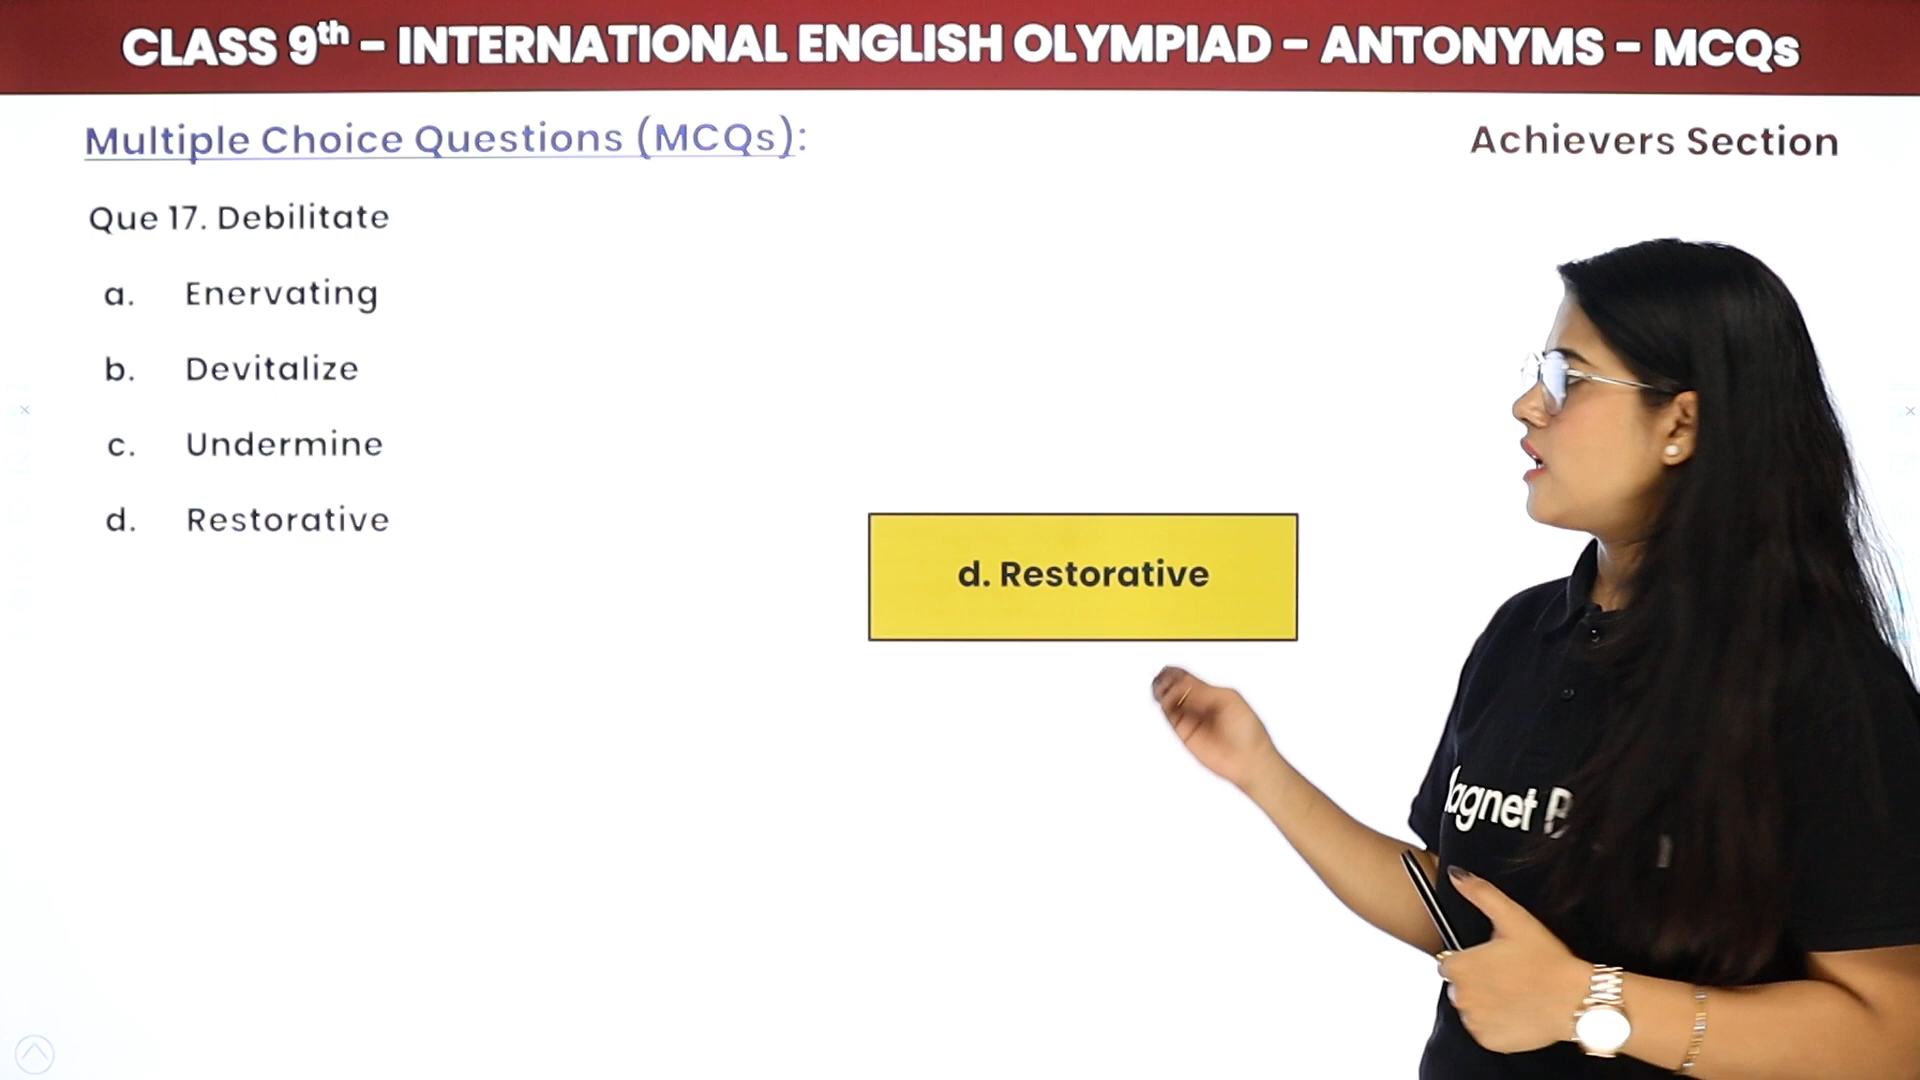 CLASS 9th - INTERNATIONAL ENGLISH OLYMPIAD - ANTONYMS - MCQs
Multiple Choice Questions (MCQs):
Achievers Section
Que 17. Debilitate
a. Enervating
b. Devitalize
c. Undermine
d. Restorative
d. Restorative
agnet B